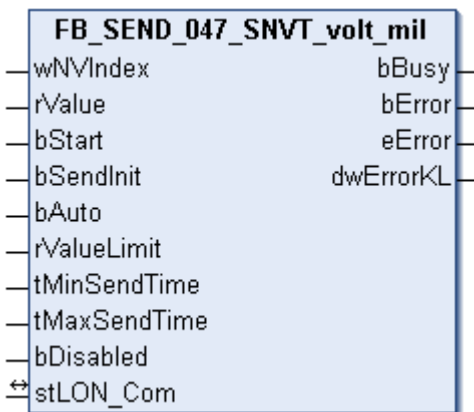 FB_SEND_047_SNVT_volt_mil
wNVIndex bBusy
rValue bError
bStart eError
bSendInit dwErrorKL
bAuto
rValueLimit
tMinSendTime
tMaxSendTime
bDisabled
stLON_Com